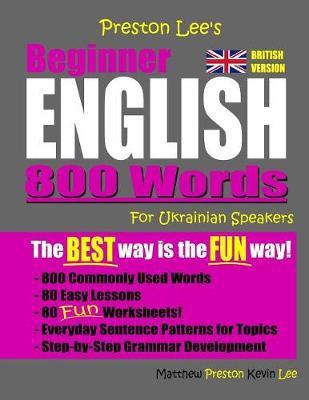 Preston Lee's
Beginner
BRITISH
VERSION
ENGLISH
800 Words
For Ukrainian Speakers
The BEST way is the FUN way!
- 800 Commonly Used Words
- 80 Easy Lessons
- 80 Fun Worksheets!
- Everyday Sentence Patterns for Topics
- Step-by-Step Grammar Development
Matthew Preston Kevin Lee